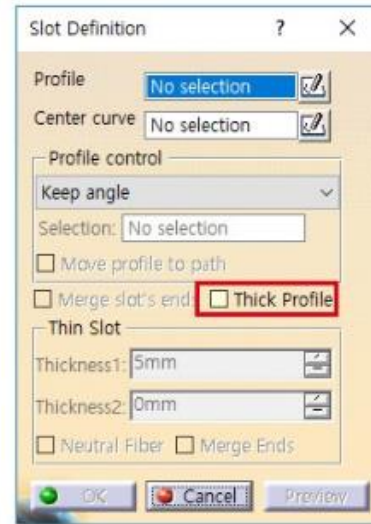 Slot Definition ? ×
Profile No selection
Center curve No selection
Profile control
Keep angle
Selection: No selection
Move profile to path
Merge slot's ends Thick Profile
Thin Slot
Thickness1: 5mm
Thickness2: 0mm
Neutral Fiber Merge Ends
OK Cancel Preview